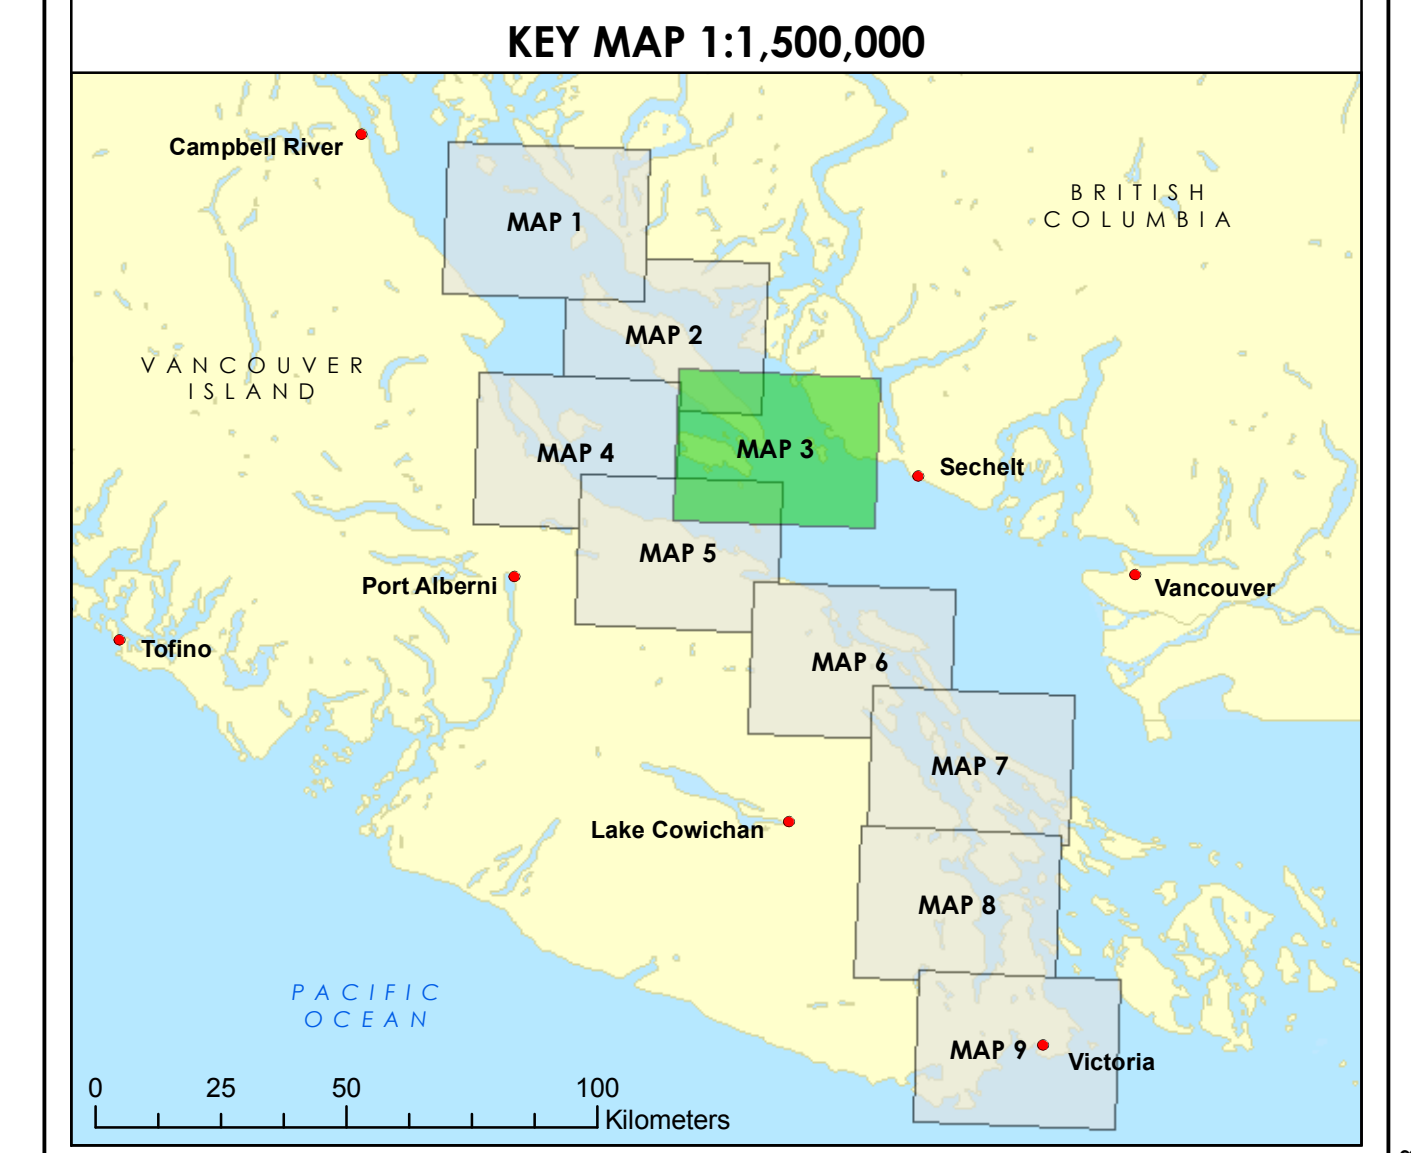 KEY MAP 1:1,500,000
Campbell River
BRITISH
COLUMBIA
MAP 1
MAP 2
VANCOUVER
ISLAND
MAP 3
MAP 4
Sechelt
MAP 5
Port Alberni
Vancouver
Tofino
MAP 6
MAP 7
Lake Cowichan
MAP 8
PACIFIC
OCEAN
MAP 9
Victoria
0 25 50 100
Kilometers